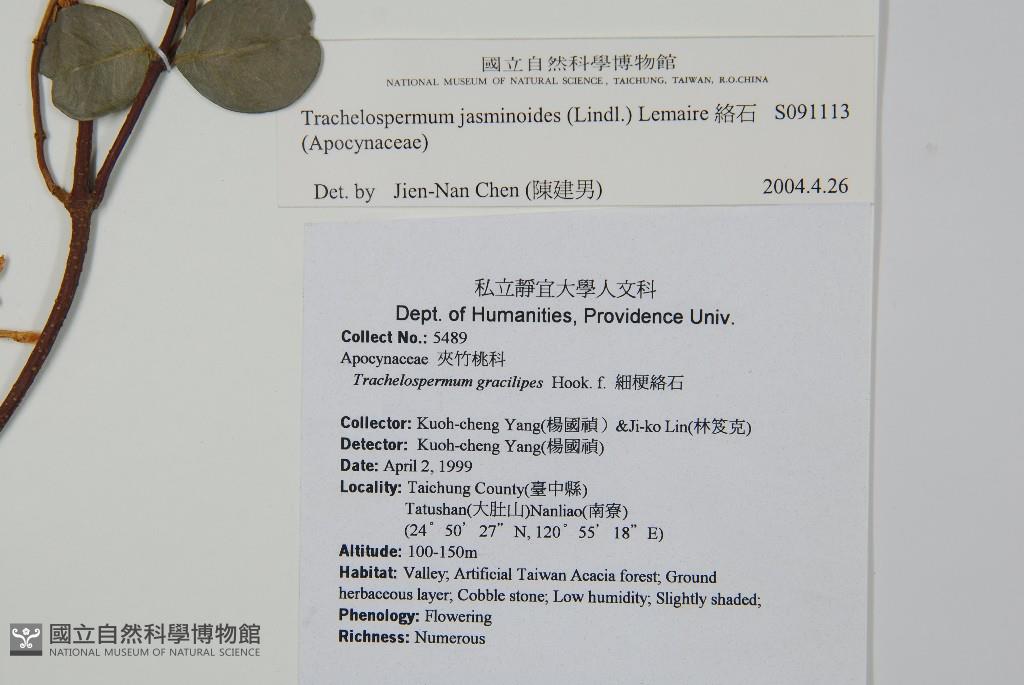 國立自然科學博物館
NATIONAL MUSEUM OF NATURAL SCIENCE, TAICHUNG, TAIWAN, R.O.CHINA
Trachelospermum jasminoides (Lindl.) Lemaire 絡石 S091113
(Apocynaceae)
Det. by Jien-Nan Chen (陳建男) 2004.4.26
私立靜宜大學人文科
Dept. of Humanities, Providence Univ.
Collect No.: 5489
Apocynaceae 夾竹桃科
Trachelospermum gracilipes Hook. f. 細梗絡石
Collector: Kuoh-cheng Yang(楊國禎）&Ji-ko Lin(林笈克)
Detector: Kuoh-cheng Yang(楊國禎)
Date: April 2, 1999
Locality: Taichung County(臺中縣)
Tatushan(大肚山)Nanliao(南寮)
(24° 50’ 27” N, 120° 55’ 18” E)
Altitude: 100-150m
Habitat: Valley; Artificial Taiwan Acacia forest; Ground
herbaceous layer; Cobble stone; Low humidity; Slightly shaded;
Phenology: Flowering
Richness: Numerous
國立自然科學博物館
NATIONAL MUSEUM OF NATURAL SCIENCE